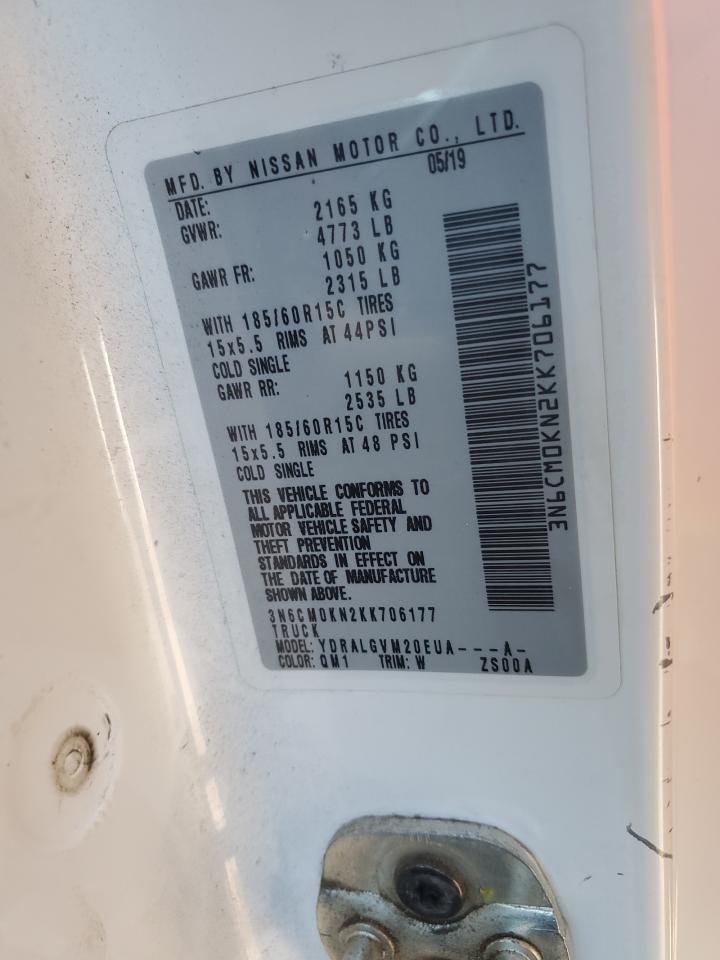 MFD. BY NISSAN MOTOR CO., LTD.
DATE: 05/19
GVWR: 2165 KG
4773 LB
GAWR FR: 1050 KG
2315 LB
WITH 185/60R15C TIRES
15x5.5 RIMS AT 44PSI
COLD SINGLE
GAWR RR: 1150 KG
2535 LB
WITH 185/60R15C TIRES
15x5.5 RIMS AT 48 PSI
COLD SINGLE
THIS VEHICLE CONFORMS TO
ALL APPLICABLE FEDERAL
MOTOR VEHICLE SAFETY AND
THEFT PREVENTION
STANDARDS IN EFFECT ON
THE DATE OF MANUFACTURE
SHOWN ABOVE.
3N6CM0KN2KK706177
TRUCK
MODEL: YDRALGVM20EUA---A-
COLOR: QM1 TRIM: W ZS00A
3N6CM0KN2KK706177